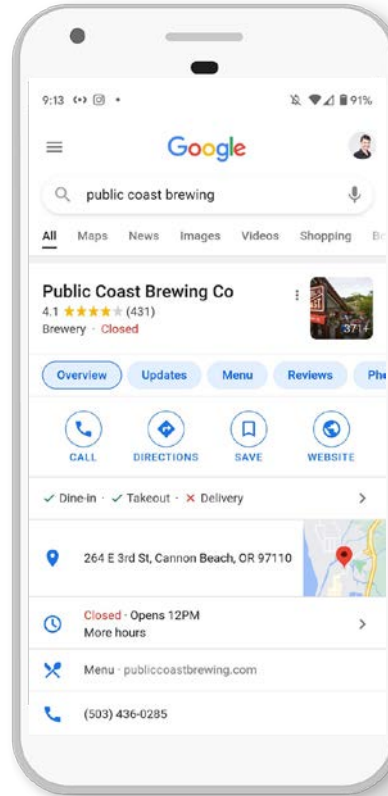 9:13
91%
Google
public coast brewing
All Maps News Images Videos Shopping
Public Coast Brewing Co
4.1 ★★★★★ (431)
Brewery · Closed
371+
Overview Updates Menu Reviews Pho
CALL DIRECTIONS SAVE WEBSITE
✓ Dine-in · ✓ Takeout · ✕ Delivery
264 E 3rd St, Cannon Beach, OR 97110
Closed · Opens 12PM
More hours
Menu · publiccoastbrewing.com
(503) 436-0285